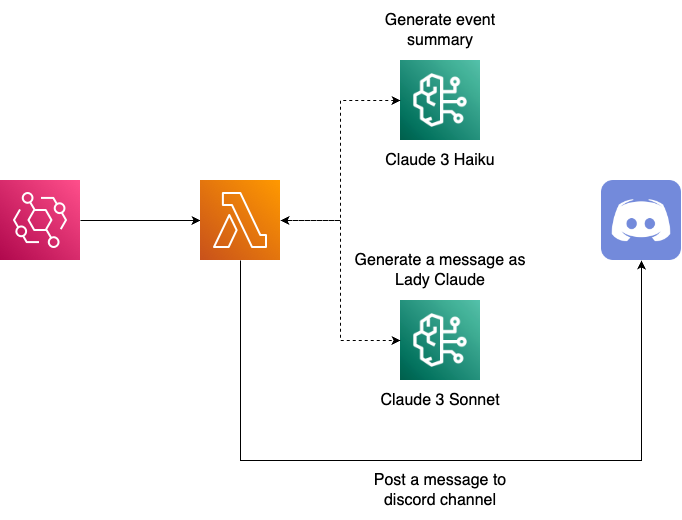 Generate event
summary
Claude 3 Haiku
Generate a message as
Lady Claude
Claude 3 Sonnet
Post a message to
discord channel